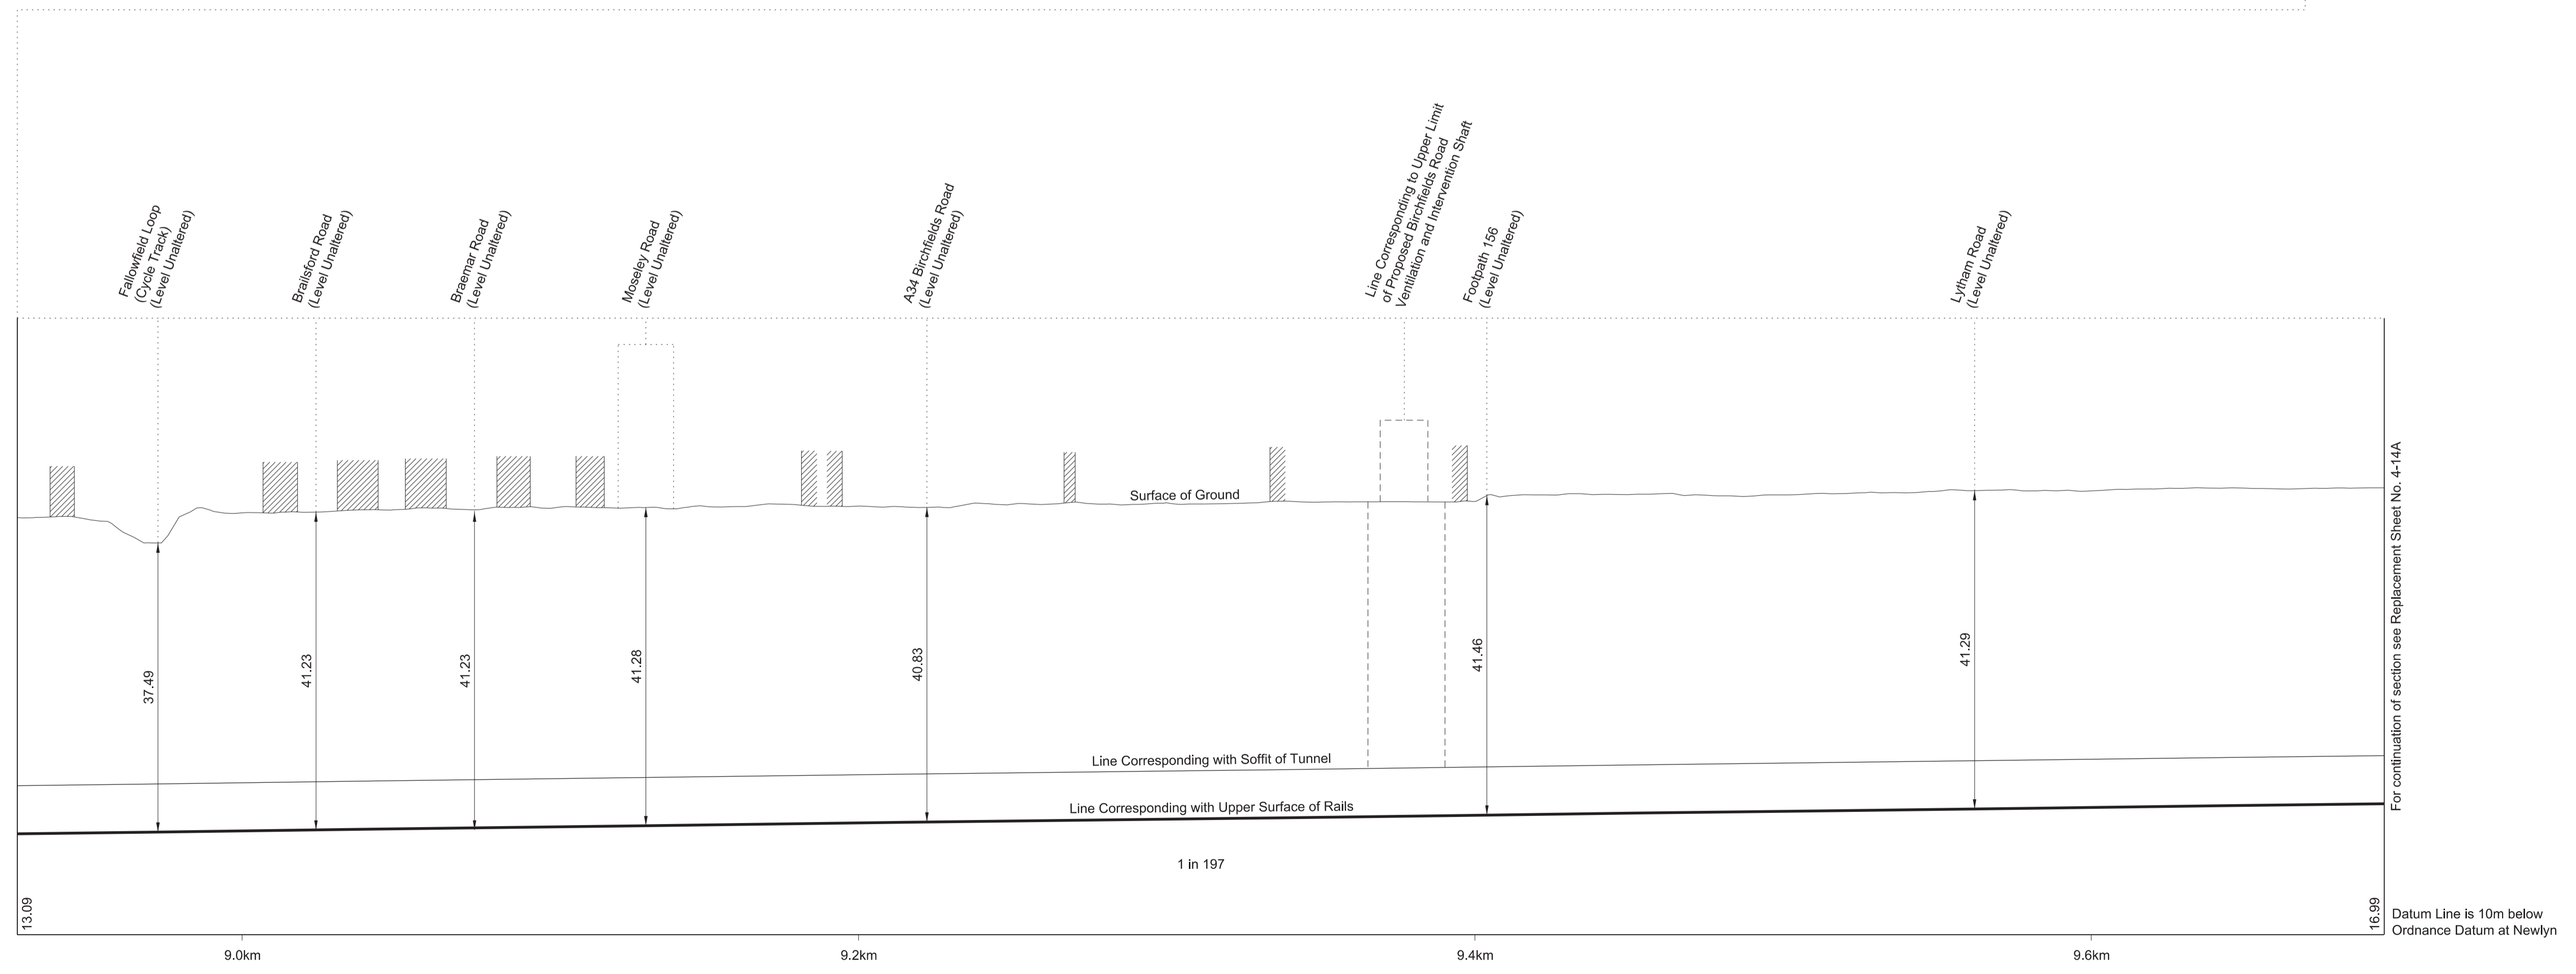 Fallowfield Loop
(Cycle Track)
(Level Unaltered)
Brailsford Road
(Level Unaltered)
Braemar Road
(Level Unaltered)
Moseley Road
(Level Unaltered)
A34 Birchfields Road
(Level Unaltered)
Line Corresponding to Upper Limit
of Proposed Birchfields Road
Ventilation and Intervention Shaft
Footpath 156
(Level Unaltered)
Lytham Road
(Level Unaltered)
Surface of Ground
37.49
41.23
41.23
41.28
40.83
41.46
41.29
Line Corresponding with Soffit of Tunnel
Line Corresponding with Upper Surface of Rails
1 in 197
13.09
16.99
For continuation of section see Replacement Sheet No. 4-14A
Datum Line is 10m below
Ordnance Datum at Newlyn
9.0km
9.2km
9.4km
9.6km